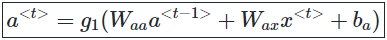 a^{<t>} = g_1(W_{aa}a^{<t-1>} + W_{ax}x^{<t>} + b_a)